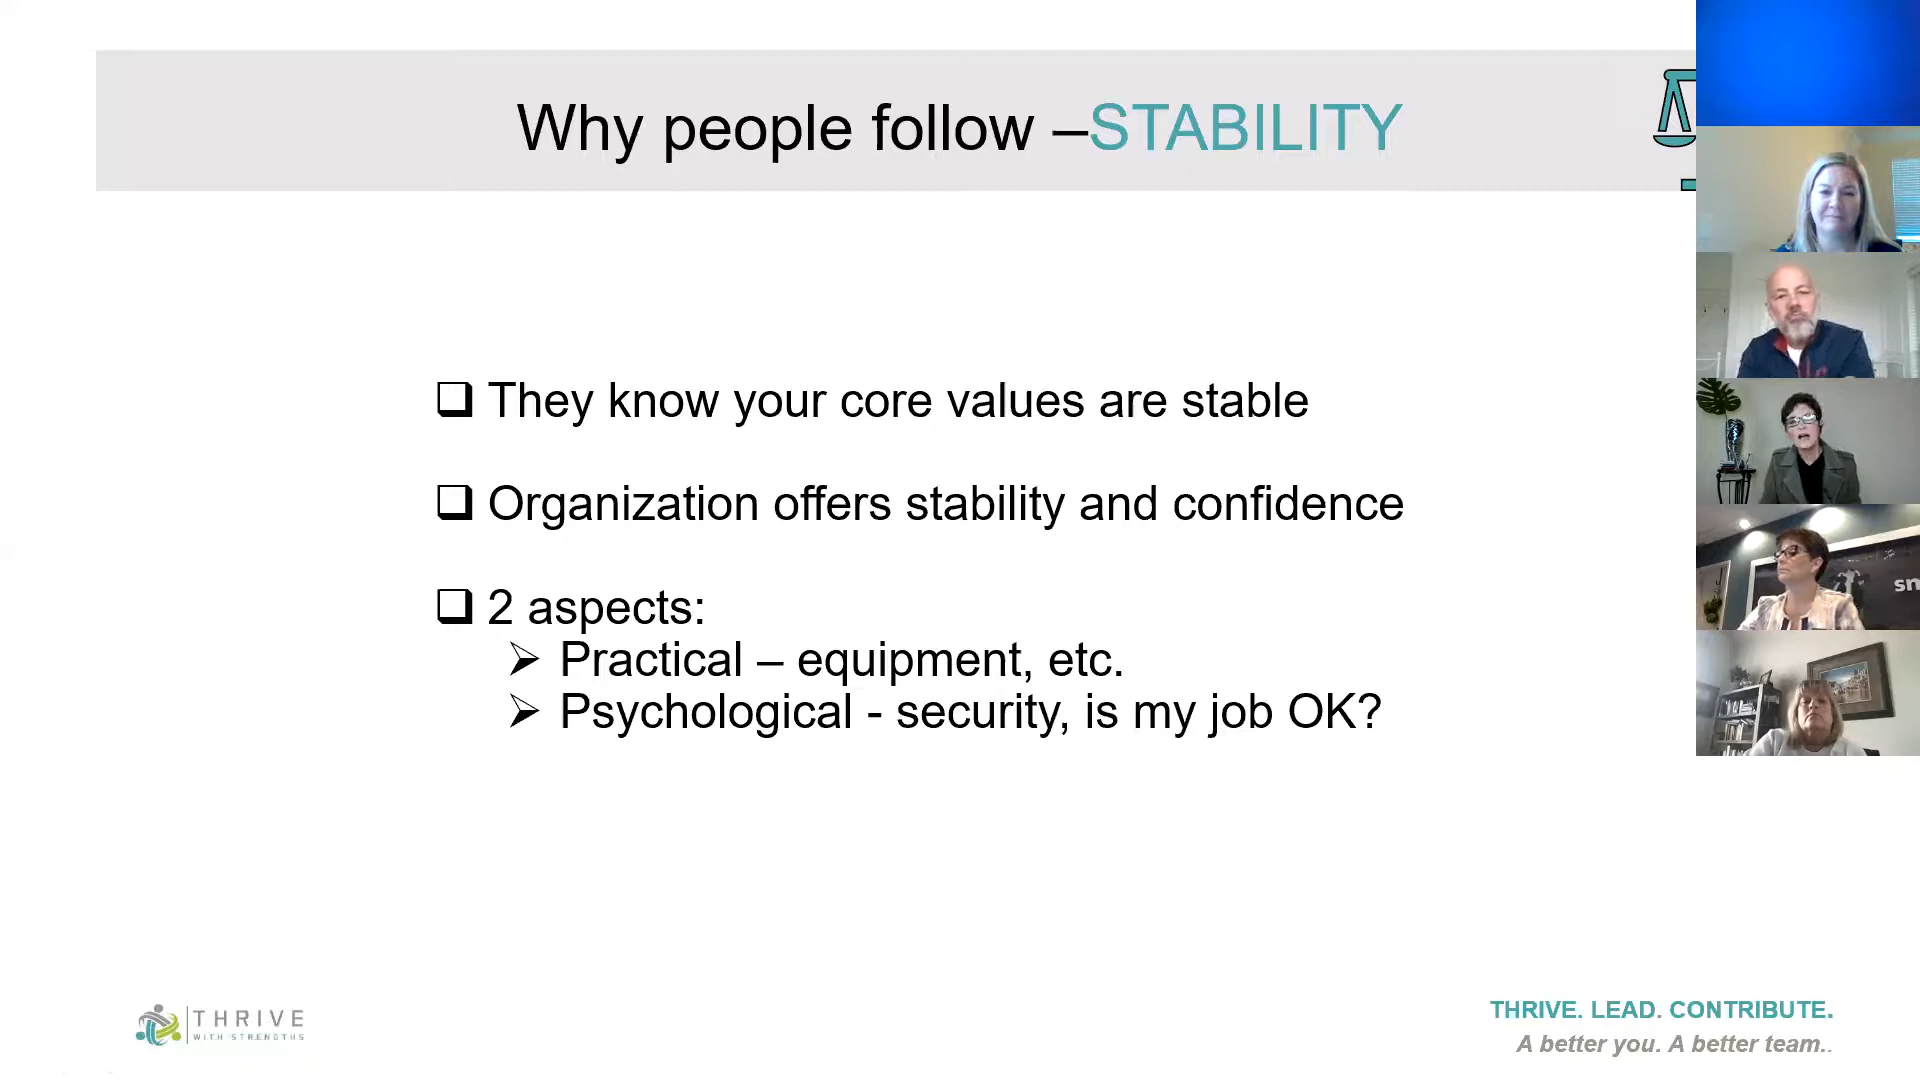 Why people follow –STABILITY
They know your core values are stable
Organization offers stability and confidence
2 aspects:
Practical – equipment, etc.
Psychological - security, is my job OK?
sm
THRIVE
WITH STRENGTHS
THRIVE. LEAD. CONTRIBUTE.
A better you. A better team..